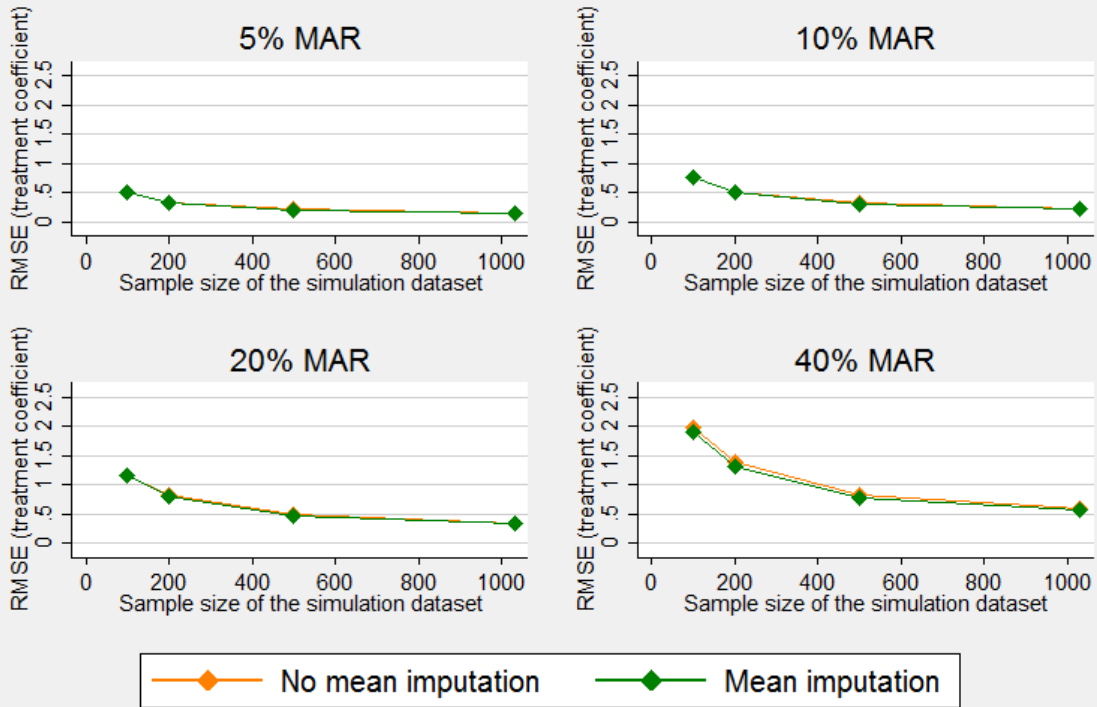 5% MAR
RMSE (treatment coefficient)
0 .5 1 1.5 2 2.5
0 200 400 600 800 1000
Sample size of the simulation dataset
10% MAR
RMSE (treatment coefficient)
0 .5 1 1.5 2 2.5
0 200 400 600 800 1000
Sample size of the simulation dataset
20% MAR
RMSE (treatment coefficient)
0 .5 1 1.5 2 2.5
0 200 400 600 800 1000
Sample size of the simulation dataset
40% MAR
RMSE (treatment coefficient)
0 .5 1 1.5 2 2.5
0 200 400 600 800 1000
Sample size of the simulation dataset
No mean imputation
Mean imputation